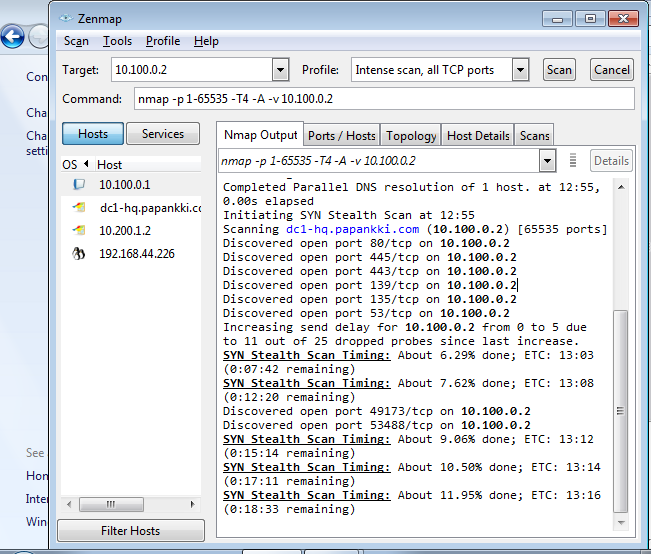 Zenmap
Scan Tools Profile Help
Target: 10.100.0.2 Profile: Intense scan, all TCP ports Scan Cancel
Command: nmap -p 1-65535 -T4 -A -v 10.100.0.2
Hosts Services
Nmap Output Ports / Hosts Topology Host Details Scans
nmap -p 1-65535 -T4 -A -v 10.100.0.2 Details
OS Host
10.100.0.1
dc1-hq.papankki.co
10.200.1.2
192.168.44.226
Completed Parallel DNS resolution of 1 host. at 12:55,
0.00s elapsed
Initiating SYN Stealth Scan at 12:55
Scanning dc1-hq.papankki.com (10.100.0.2) [65535 ports]
Discovered open port 80/tcp on 10.100.0.2
Discovered open port 445/tcp on 10.100.0.2
Discovered open port 443/tcp on 10.100.0.2
Discovered open port 139/tcp on 10.100.0.2
Discovered open port 135/tcp on 10.100.0.2
Discovered open port 53/tcp on 10.100.0.2
Increasing send delay for 10.100.0.2 from 0 to 5 due
to 11 out of 25 dropped probes since last increase.
SYN Stealth Scan Timing: About 6.29% done; ETC: 13:03
(0:07:42 remaining)
SYN Stealth Scan Timing: About 7.62% done; ETC: 13:08
(0:12:20 remaining)
Discovered open port 49173/tcp on 10.100.0.2
Discovered open port 53488/tcp on 10.100.0.2
SYN Stealth Scan Timing: About 9.06% done; ETC: 13:12
(0:15:14 remaining)
SYN Stealth Scan Timing: About 10.50% done; ETC: 13:14
(0:17:11 remaining)
SYN Stealth Scan Timing: About 11.95% done; ETC: 13:16
(0:18:33 remaining)
Filter Hosts
Con
Cha
Cha
setti
See
Hon
Inter
Win